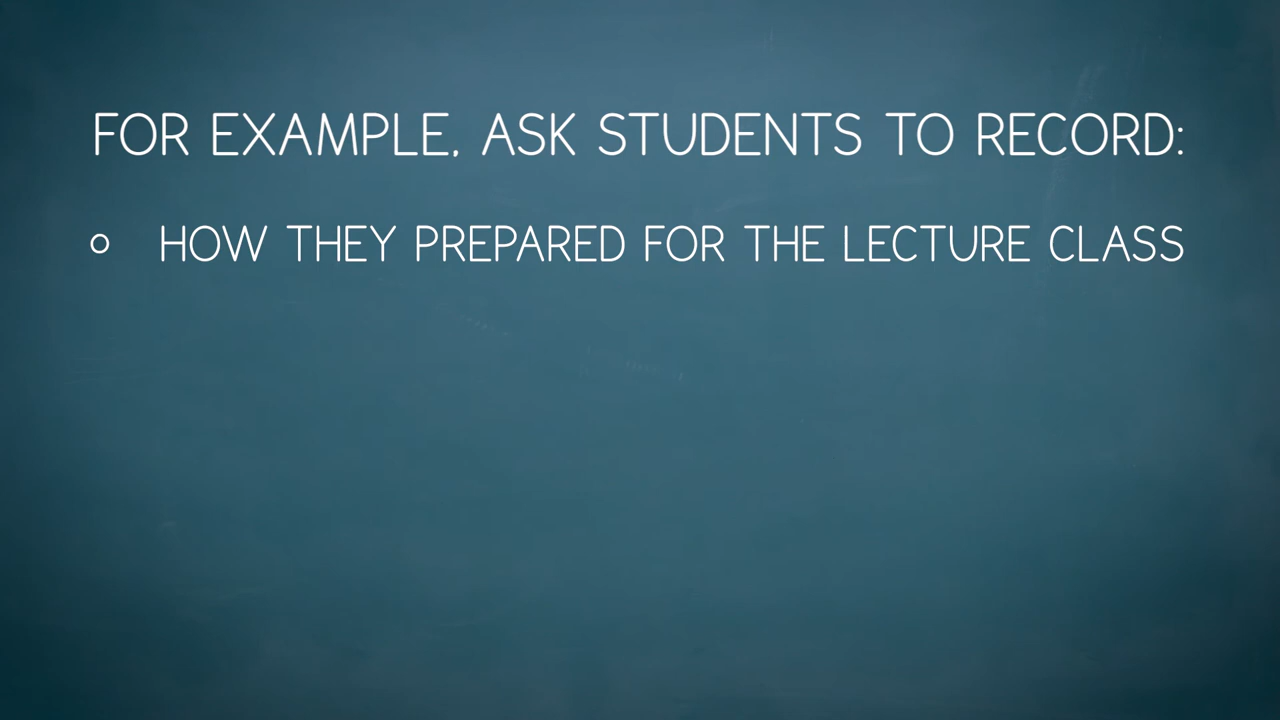 FOR EXAMPLE, ASK STUDENTS TO RECORD:
○ HOW THEY PREPARED FOR THE LECTURE CLASS